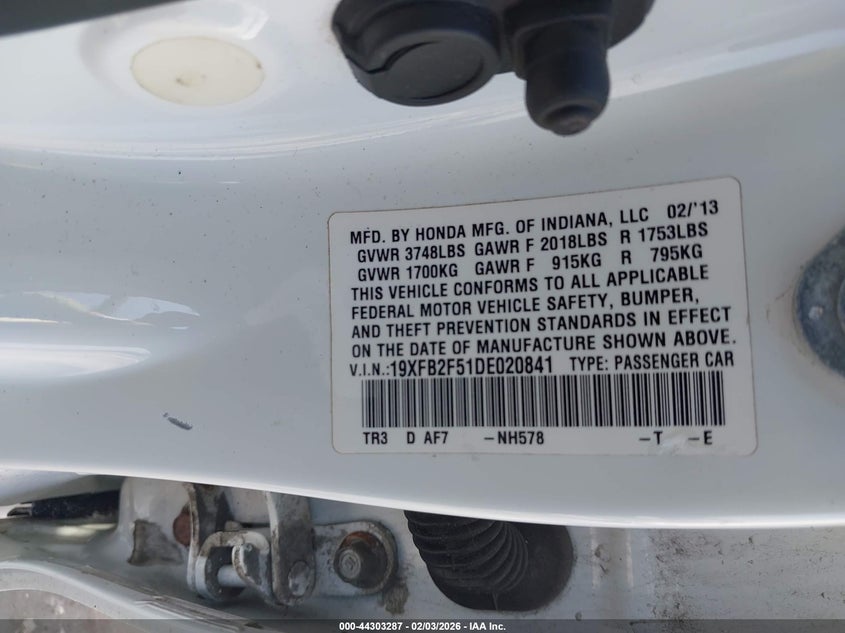 MFD. BY HONDA MFG. OF INDIANA, LLC 02/'13
GVWR 3748LBS GAWR F 2018LBS R 1753LBS
GVWR 1700KG GAWR F 915KG R 795KG
THIS VEHICLE CONFORMS TO ALL APPLICABLE
FEDERAL MOTOR VEHICLE SAFETY, BUMPER,
AND THEFT PREVENTION STANDARDS IN EFFECT
ON THE DATE OF MANUFACTURE SHOWN ABOVE.
V.I.N.:19XFB2F51DE020841 TYPE: PASSENGER CAR
TR3 D AF7 -NH578 -T -E
000-44303287 - 02/03/2026 - IAA Inc.